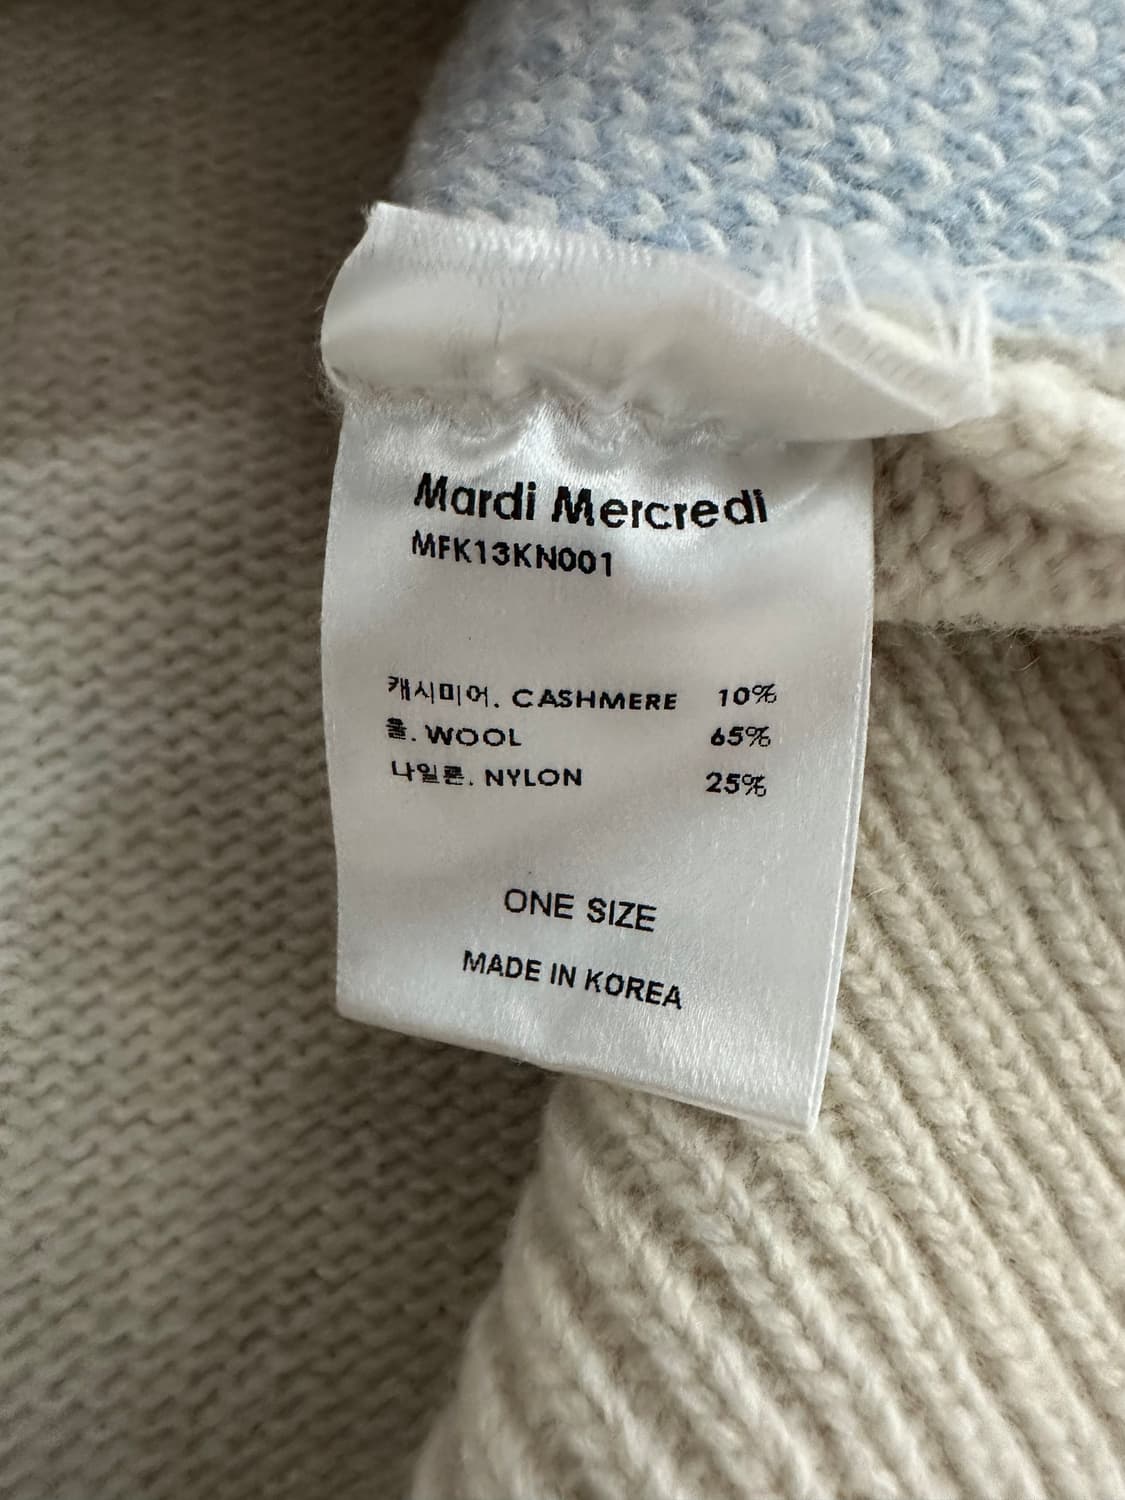 Mardi Mercredi
MFK13KN001
캐시미어. CASHMERE 10%
울. WOOL 65%
나일론. NYLON 25%
ONE SIZE
MADE IN KOREA